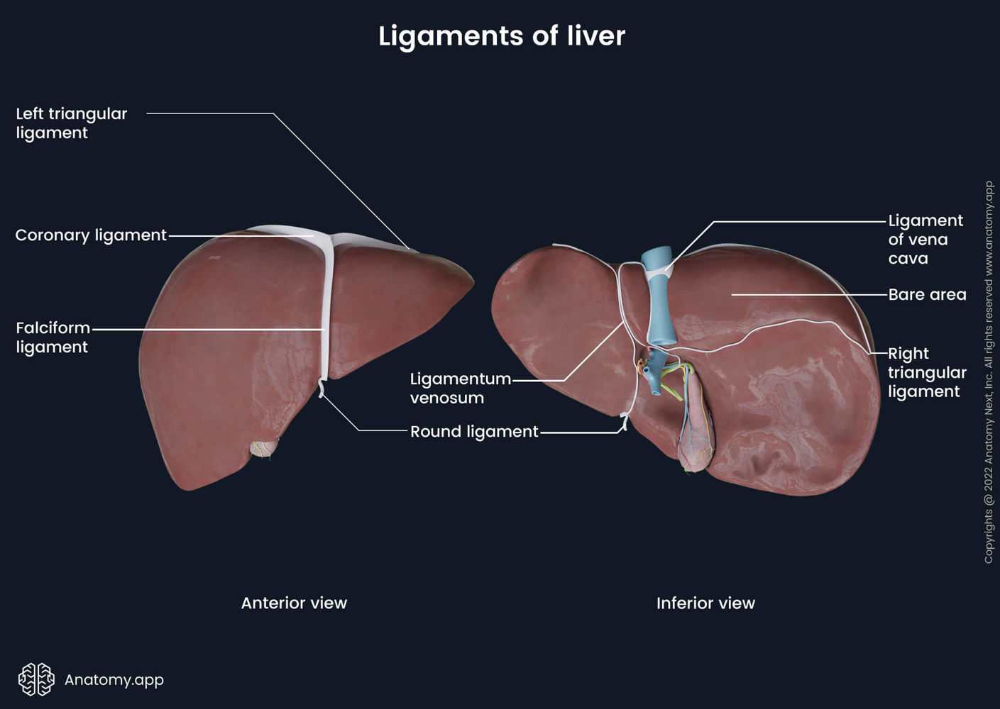 Ligaments of liver
Left triangular
ligament
Coronary ligament
Falciform
ligament
Ligamentum
venosum
Round ligament
Ligament
of vena
cava
Bare area
Right
triangular
ligament
Anterior view
Inferior view
Anatomy.app
Copyrights @ 2022 Anatomy Next, Inc. All rights reserved www.anatomy.app